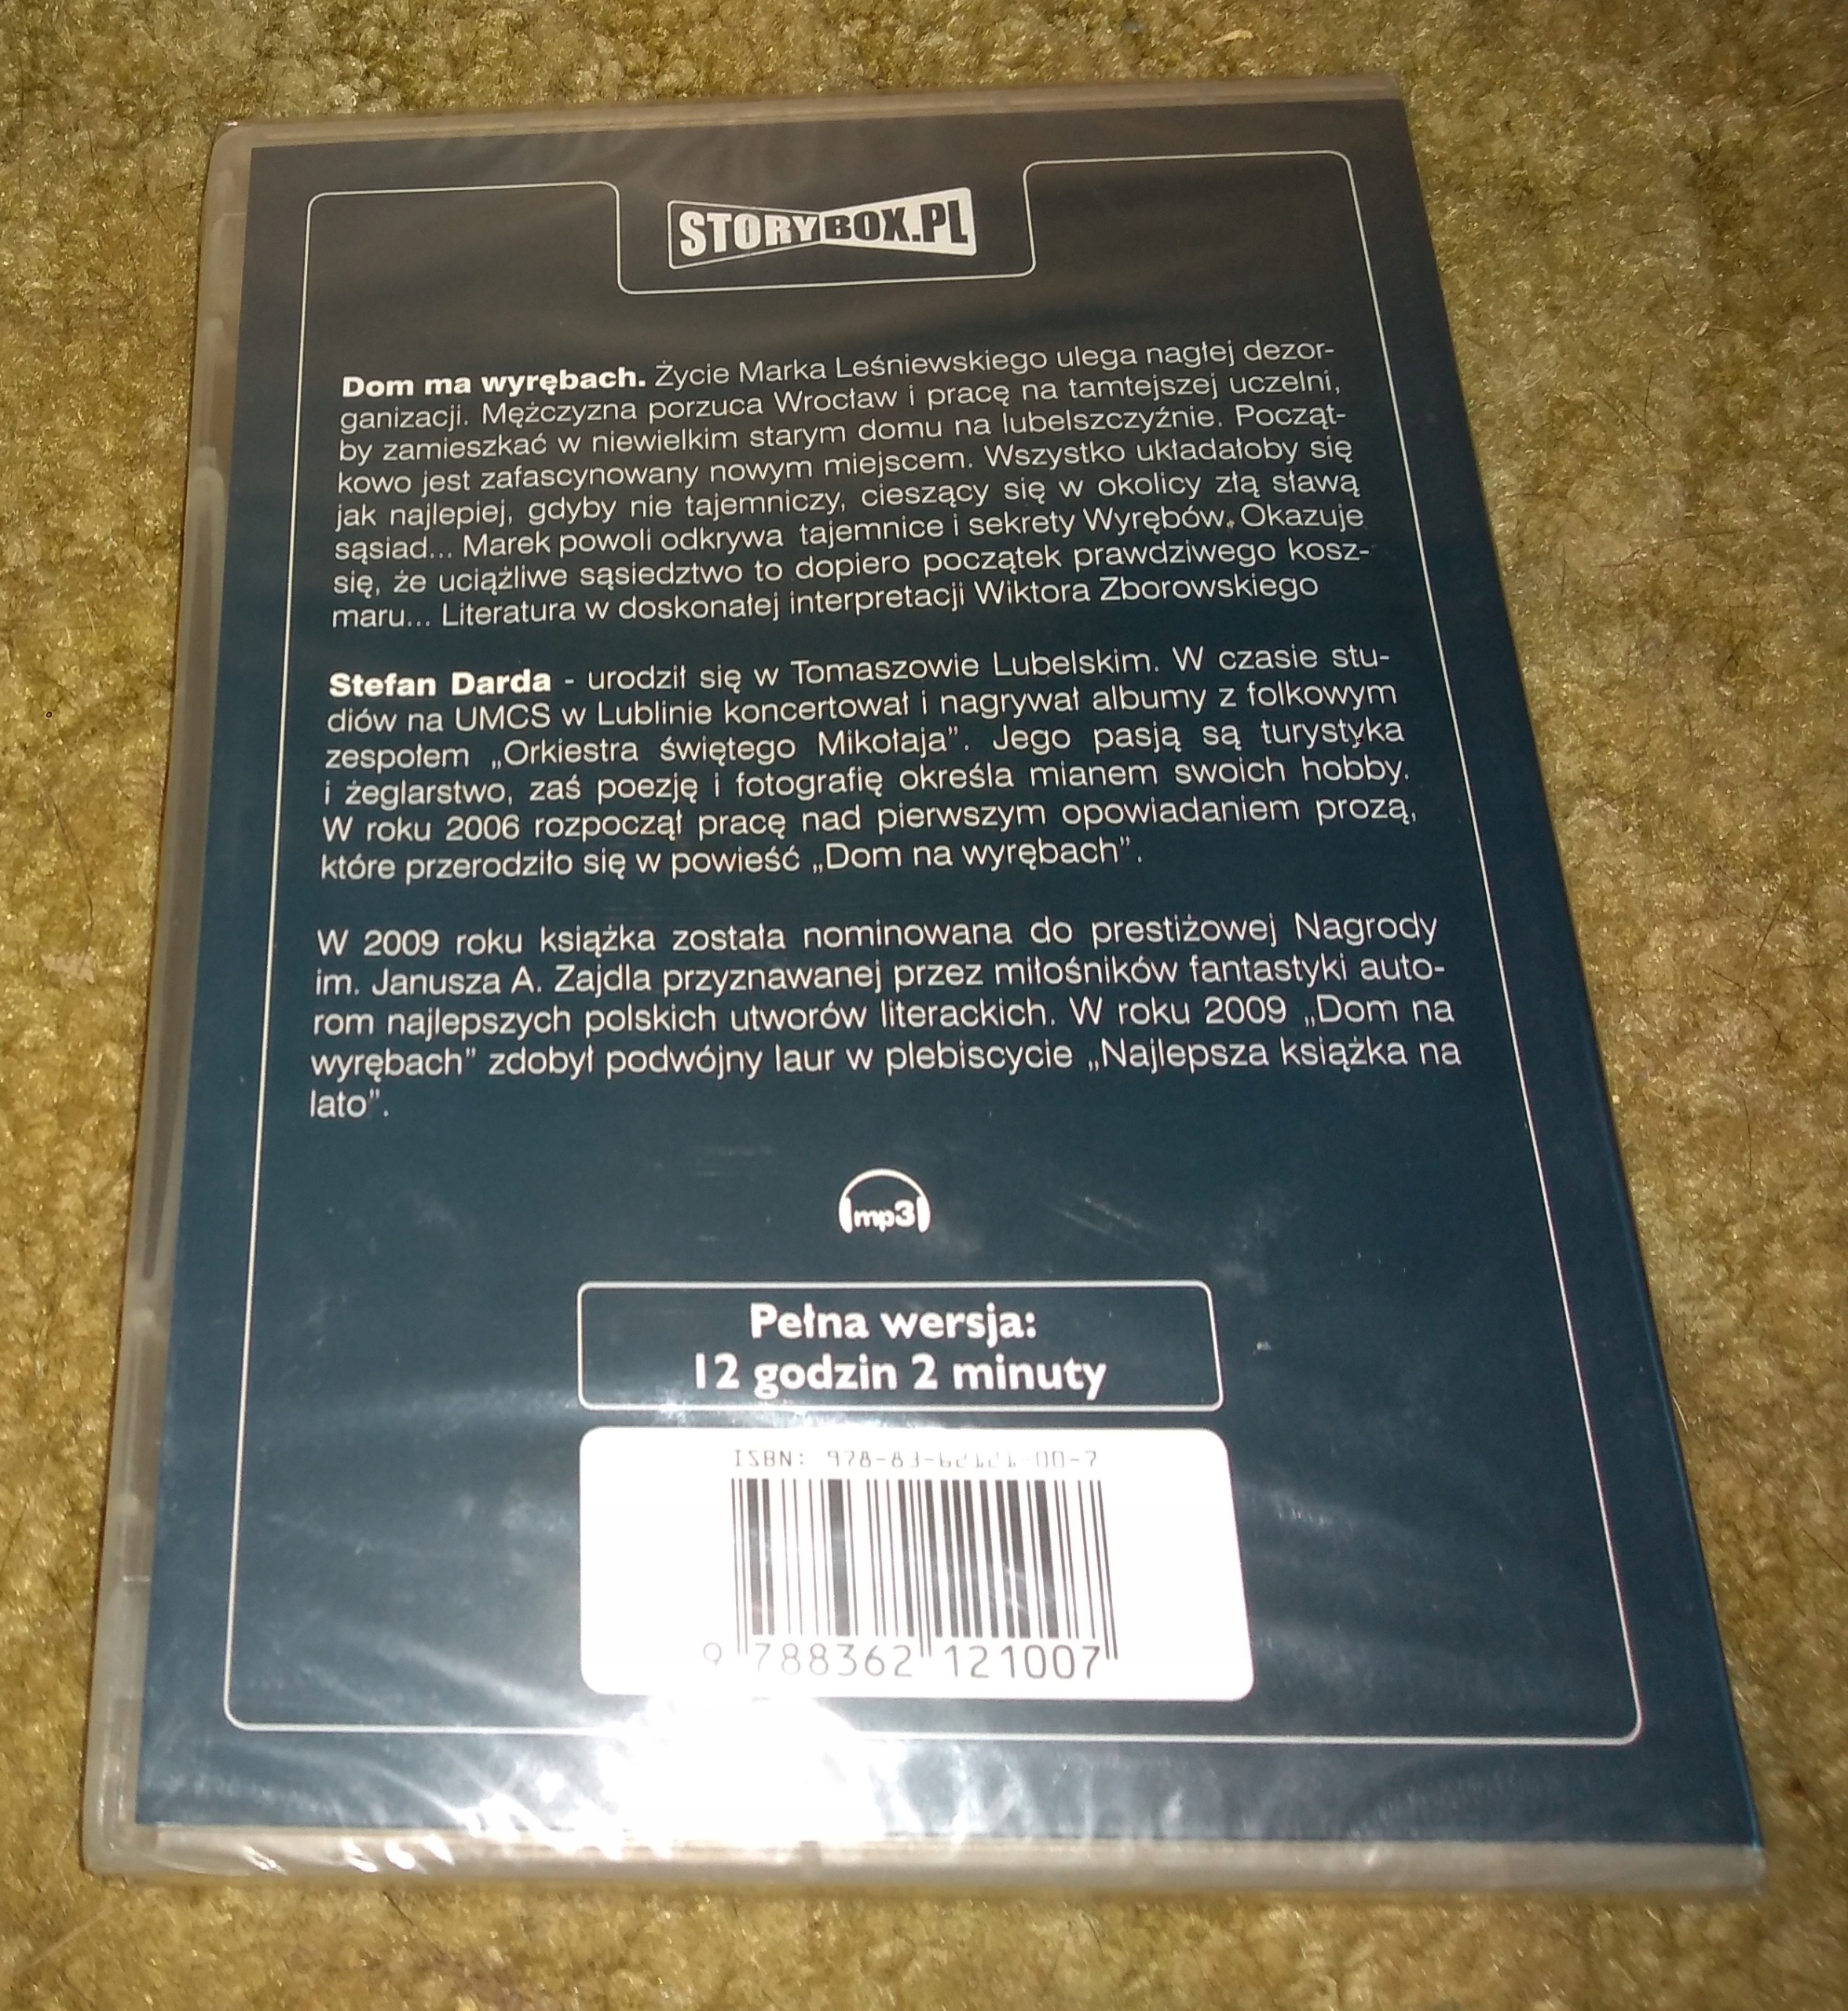 STORYBOX.PL
Dom ma wyrębach. Życie Marka Leśniewskiego ulega nagłej dezor-
ganizacji. Mężczyzna porzuca Wrocław i pracę na tamtejszej uczelni,
by zamieszkać w niewielkim starym domu na lubelszczyźnie. Począt-
kowo jest zafascynowany nowym miejscem. Wszystko układałoby się
jak najlepiej, gdyby nie tajemniczy, cieszący się w okolicy złą sławą
sąsiad... Marek powoli odkrywa tajemnice i sekrety Wyrębów. Okazuje
się, że uciążliwe sąsiedztwo to dopiero początek prawdziwego kosz-
maru... Literatura w doskonałej interpretacji Wiktora Zborowskiego
Stefan Darda - urodził się w Tomaszowie Lubelskim. W czasie stu-
diów na UMCS w Lublinie koncertował i nagrywał albumy z folkowym
zespołem „Orkiestra świętego Mikołaja”. Jego pasją są turystyka
i żeglarstwo, zaś poezję i fotografię określa mianem swoich hobby.
W roku 2006 rozpoczął pracę nad pierwszym opowiadaniem prozą,
które przerodziło się w powieść „Dom na wyrębach”.
W 2009 roku książka została nominowana do prestiżowej Nagrody
im. Janusza A. Zajdla przyznawanej przez miłośników fantastyki auto-
rom najlepszych polskich utworów literackich. W roku 2009 „Dom na
wyrębach” zdobył podwójny laur w plebiscycie „Najlepsza książka na
lato”.
mp3
Pełna wersja:
12 godzin 2 minuty
ISBN: 978-83-62121-00-7
9 788362 121007